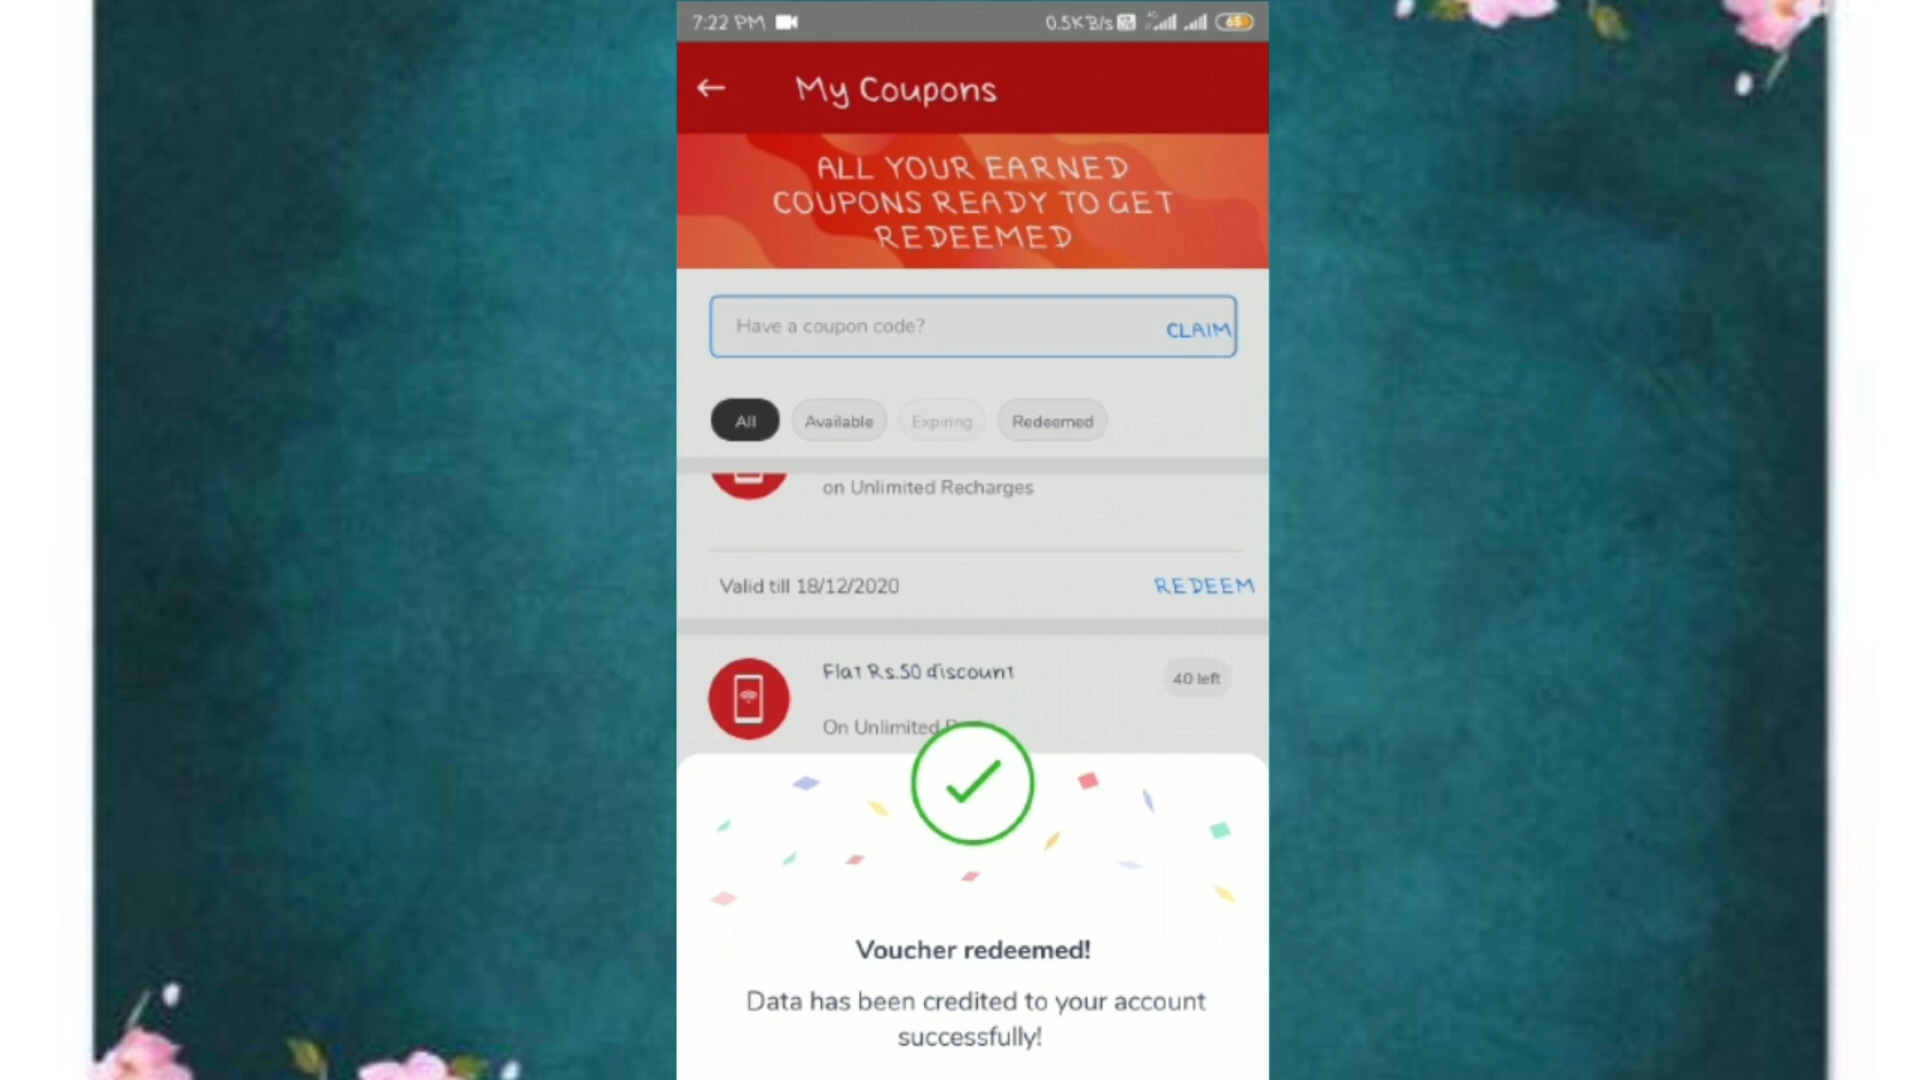 7:22 PM 0.5KB/s 65
My Coupons
ALL YOUR EARNED
COUPONS READY TO GET
REDEEMED
Have a coupon code? CLAIM
All Available Expiring Redeemed
on Unlimited Recharges
Valid till 18/12/2020 REDEEM
Flat Rs.50 discount 40 left
On Unlimited
Voucher redeemed!
Data has been credited to your account
successfully!